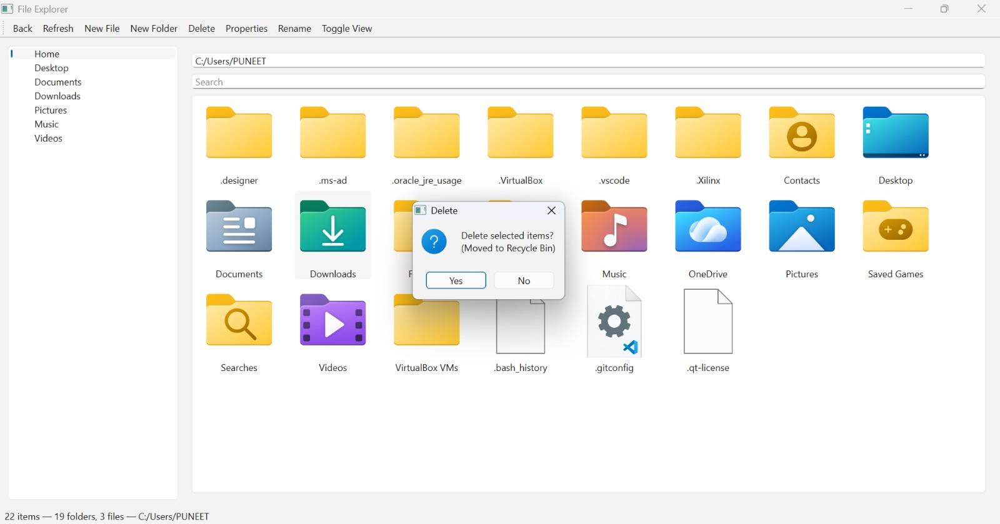 File Explorer
Back Refresh New File New Folder Delete Properties Rename Toggle View
Home
Desktop
Documents
Downloads
Pictures
Music
Videos
C:/Users/PUNEET
Search
.designer .ms-ad .oracle_jre_usage .VirtualBox .vscode .Xilinx Contacts Desktop
Delete
Delete selected items?
(Moved to Recycle Bin)
Yes No
Documents Downloads Music OneDrive Pictures Saved Games
Searches Videos VirtualBox VMs .bash_history .gitconfig .qt-license
22 items — 19 folders, 3 files — C:/Users/PUNEET